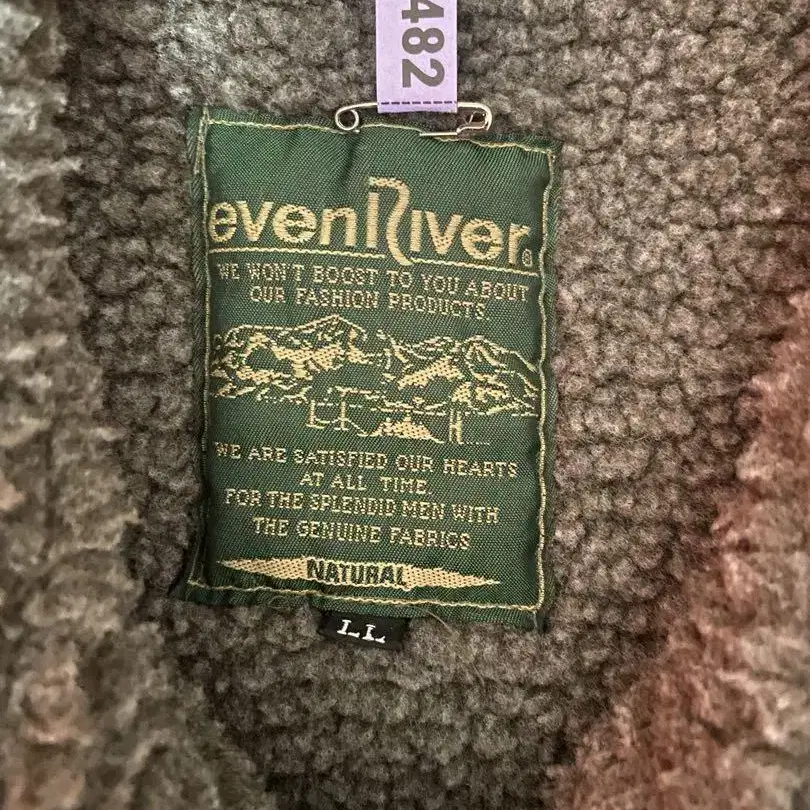 482
evenRiver®
WE WON'T BOOST TO YOU ABOUT
OUR FASHION PRODUCTS
WE ARE SATISFIED OUR HEARTS
AT ALL TIME.
FOR THE SPLENDID MEN WITH
THE GENUINE FABRICS
NATURAL
LL